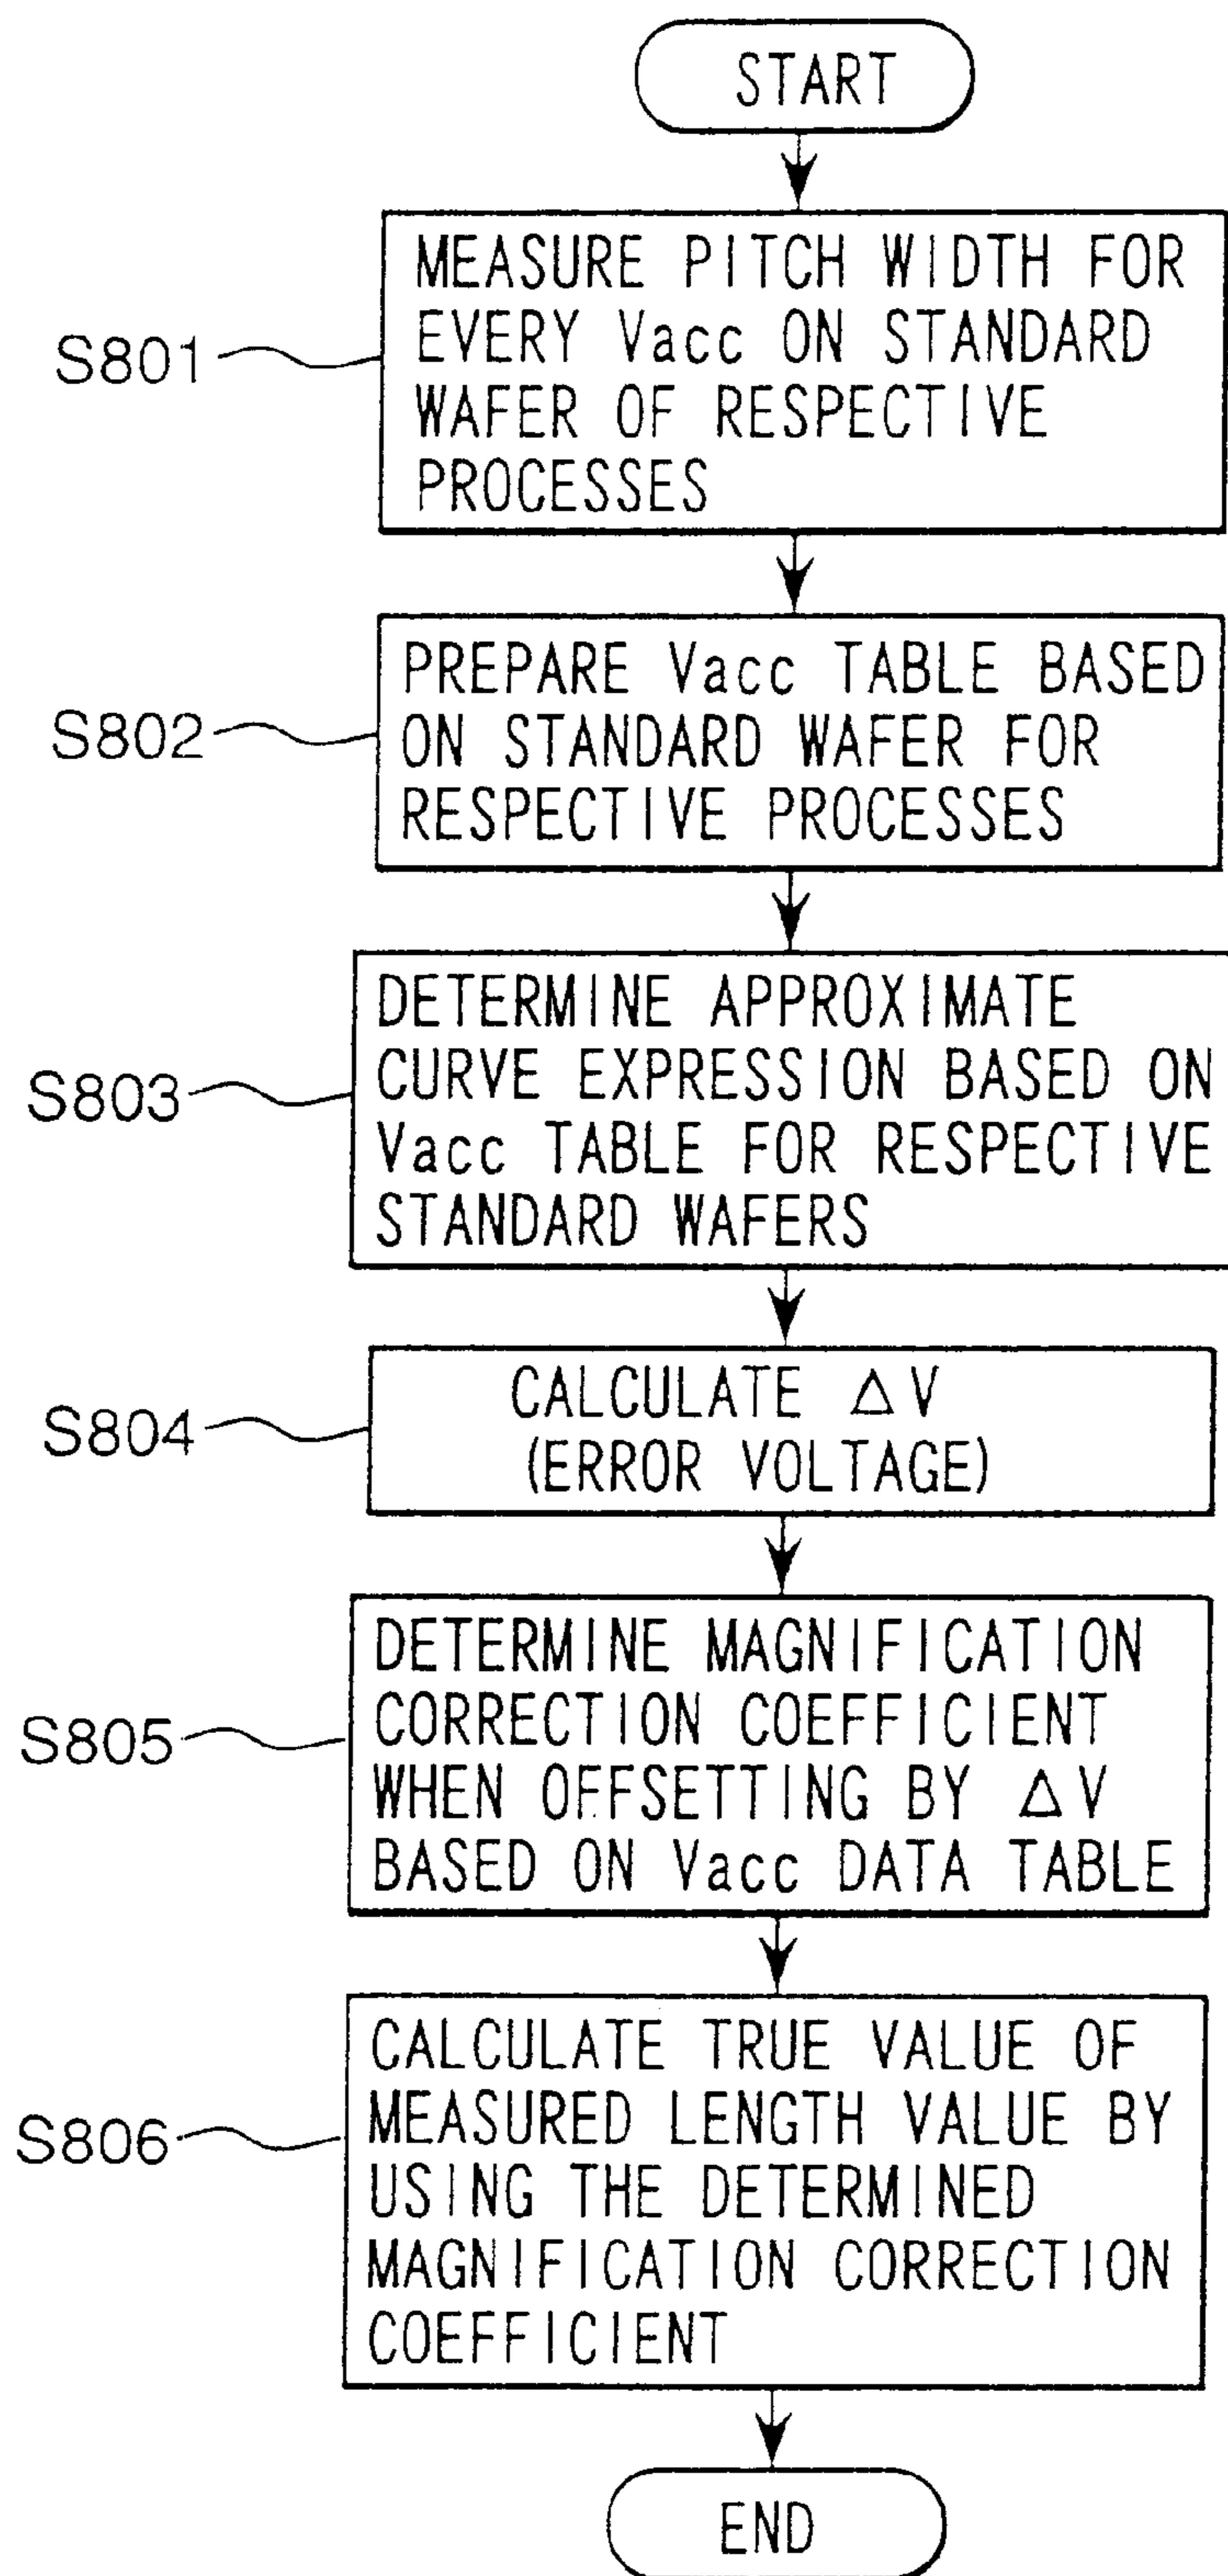 START
S801
MEASURE PITCH WIDTH FOR
EVERY Vacc ON STANDARD
WAFER OF RESPECTIVE
PROCESSES
S802
PREPARE Vacc TABLE BASED
ON STANDARD WAFER FOR
RESPECTIVE PROCESSES
S803
DETERMINE APPROXIMATE
CURVE EXPRESSION BASED ON
Vacc TABLE FOR RESPECTIVE
STANDARD WAFERS
S804
CALCULATE △V
(ERROR VOLTAGE)
S805
DETERMINE MAGNIFICATION
CORRECTION COEFFICIENT
WHEN OFFSETTING BY △V
BASED ON Vacc DATA TABLE
S806
CALCULATE TRUE VALUE OF
MEASURED LENGTH VALUE BY
USING THE DETERMINED
MAGNIFICATION CORRECTION
COEFFICIENT
END